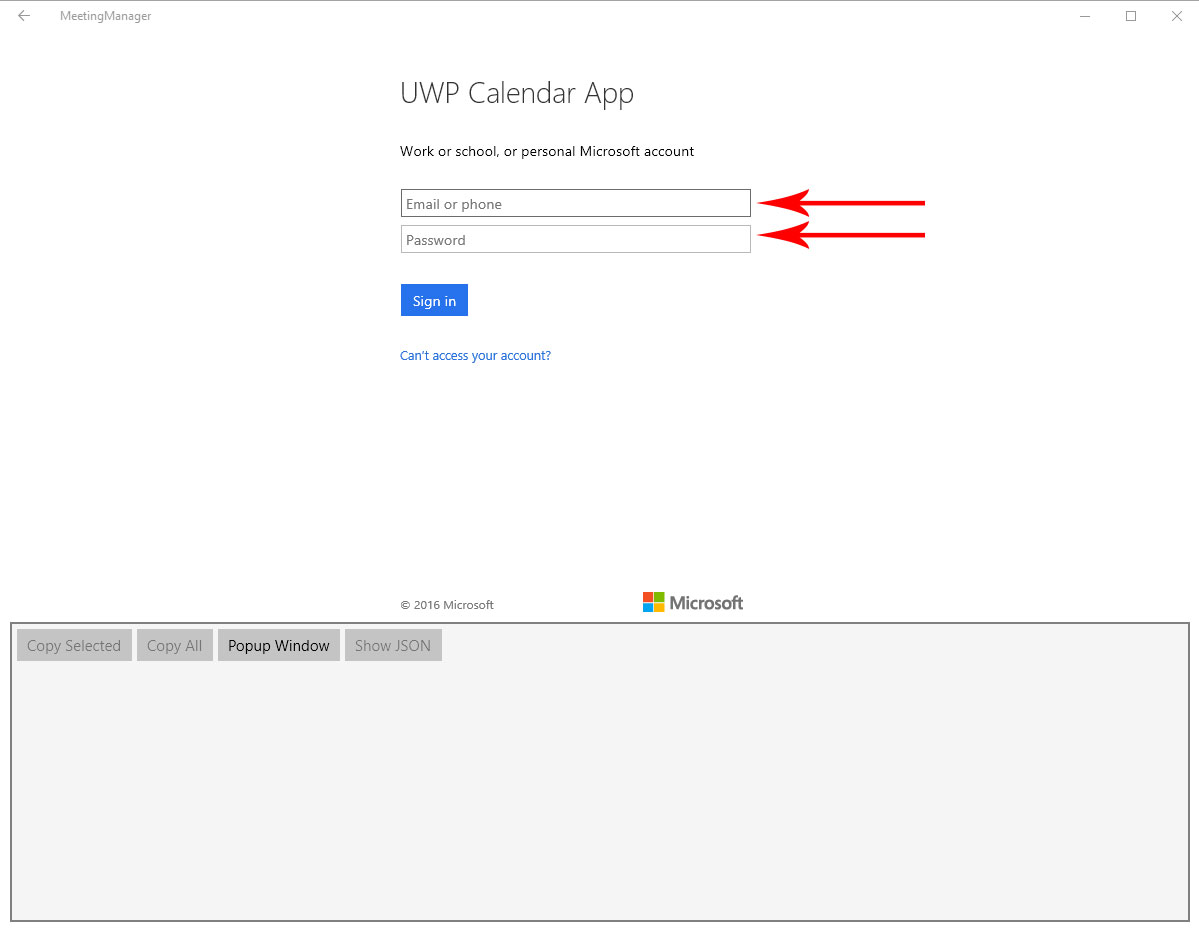 MeetingManager
UWP Calendar App
Work or school, or personal Microsoft account
Email or phone
Password
Sign in
Can't access your account?
© 2016 Microsoft
Microsoft
Copy Selected
Copy All
Popup Window
Show JSON